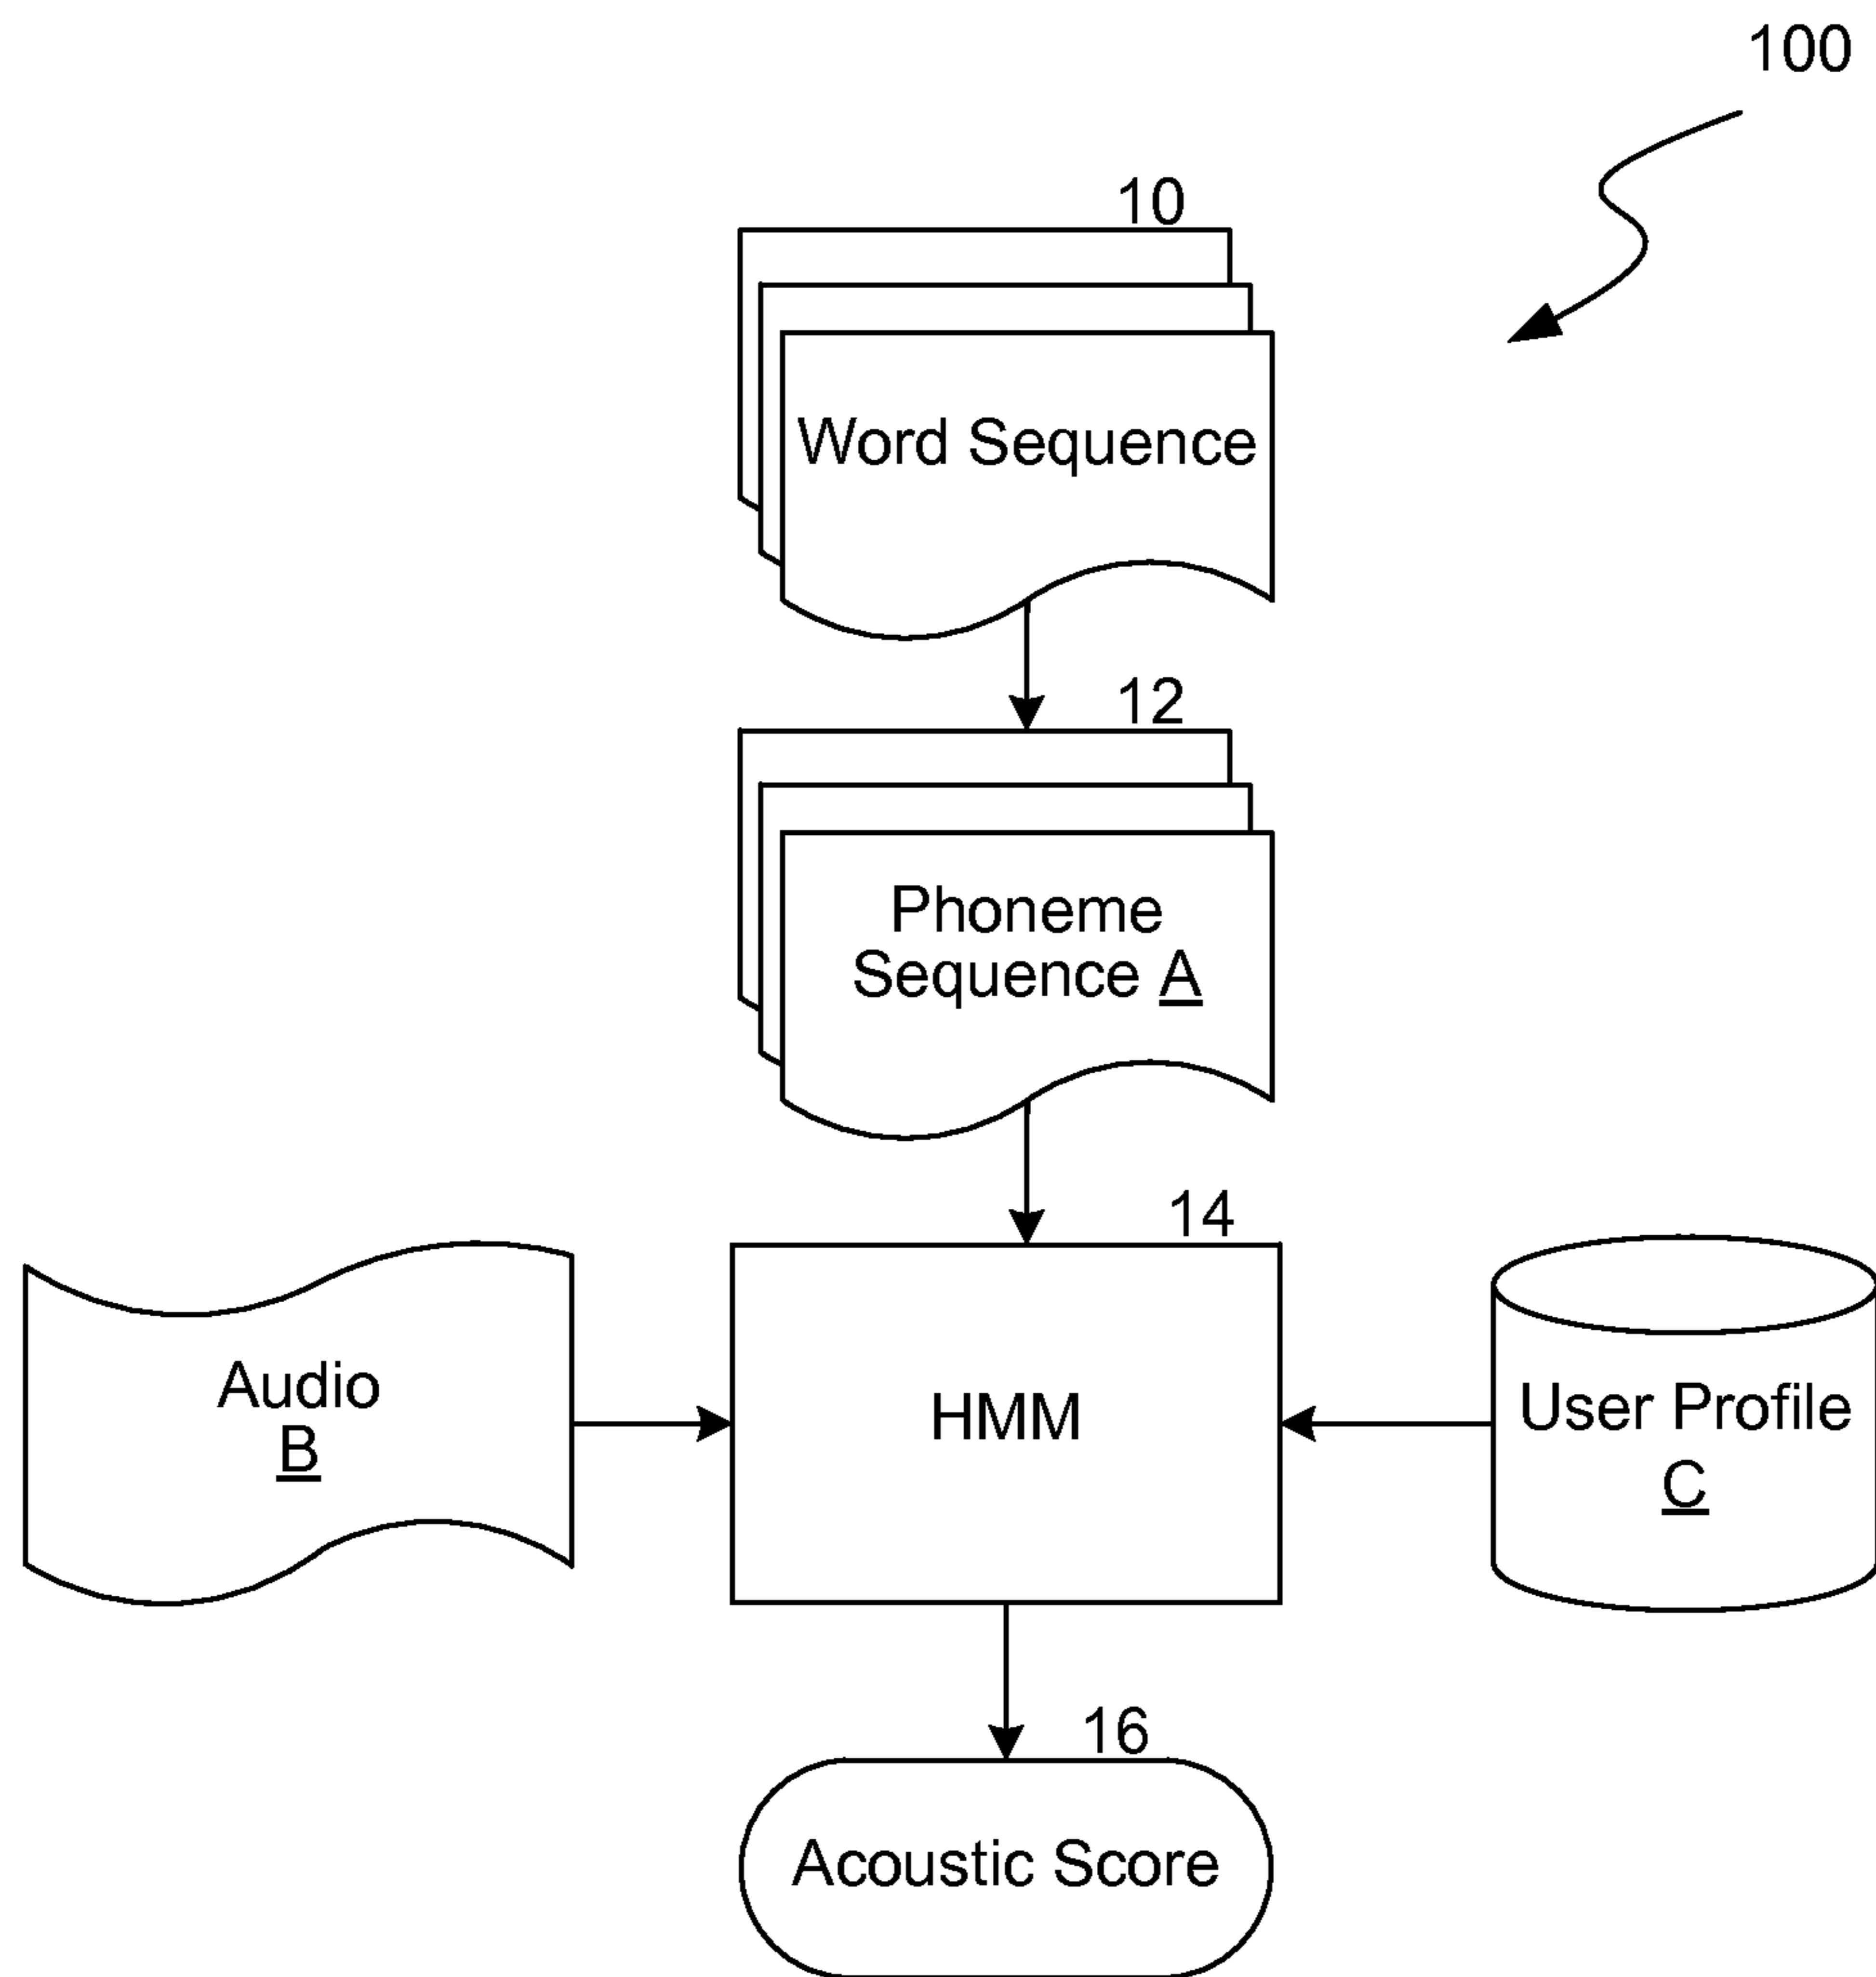 100
10
Word Sequence
12
Phoneme
Sequence A
14
Audio
B
HMM
User Profile
C
16
Acoustic Score